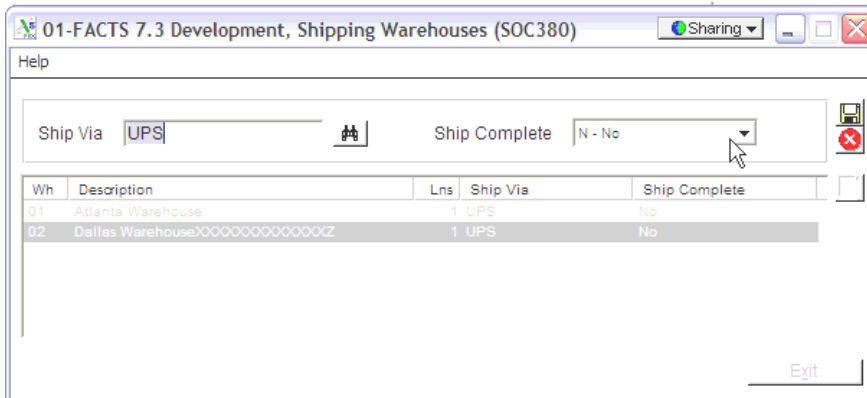 01-FACTS 7.3 Development, Shipping Warehouses (SOC380) Sharing
Help
Ship Via UPS Ship Complete N - No
Wh Description Lns Ship Via Ship Complete
01 Atlanta Warehouse 1 UPS No
02 Dallas WarehouseXXXXXXXXXXXXXXZ 1 UPS No
Exit